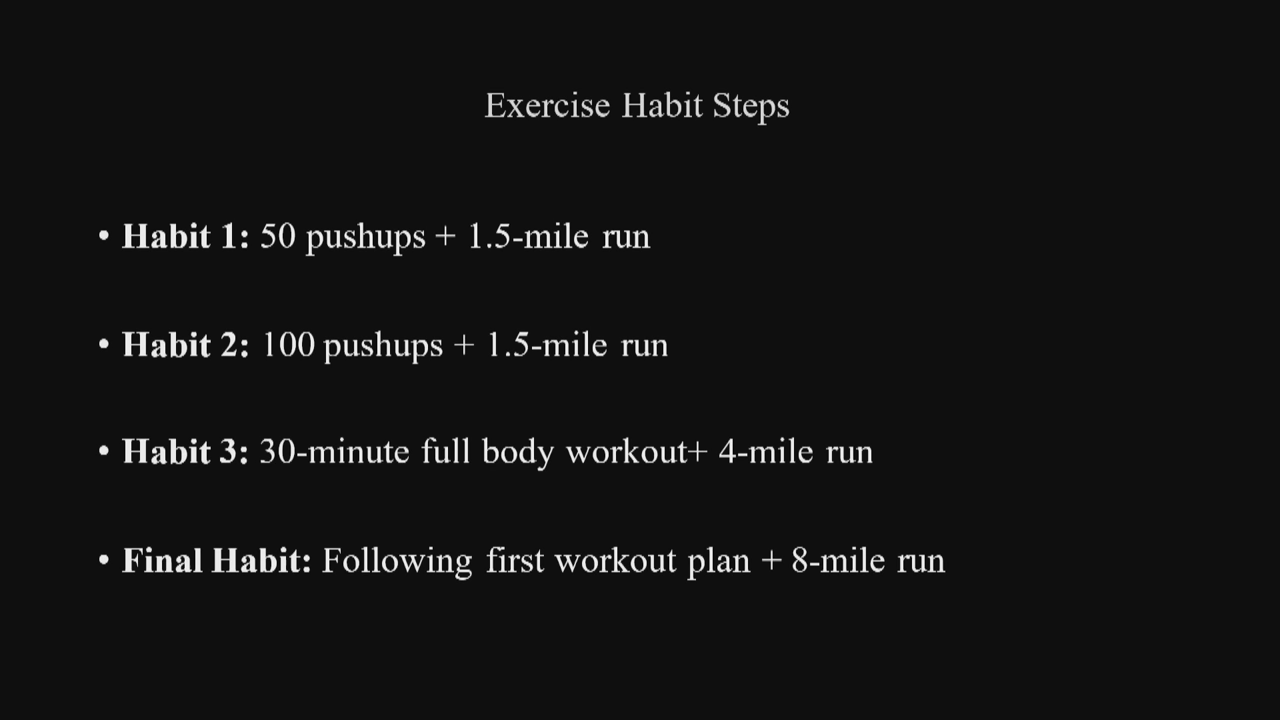 Exercise Habit Steps
• Habit 1: 50 pushups + 1.5-mile run
• Habit 2: 100 pushups + 1.5-mile run
• Habit 3: 30-minute full body workout+ 4-mile run
• Final Habit: Following first workout plan + 8-mile run